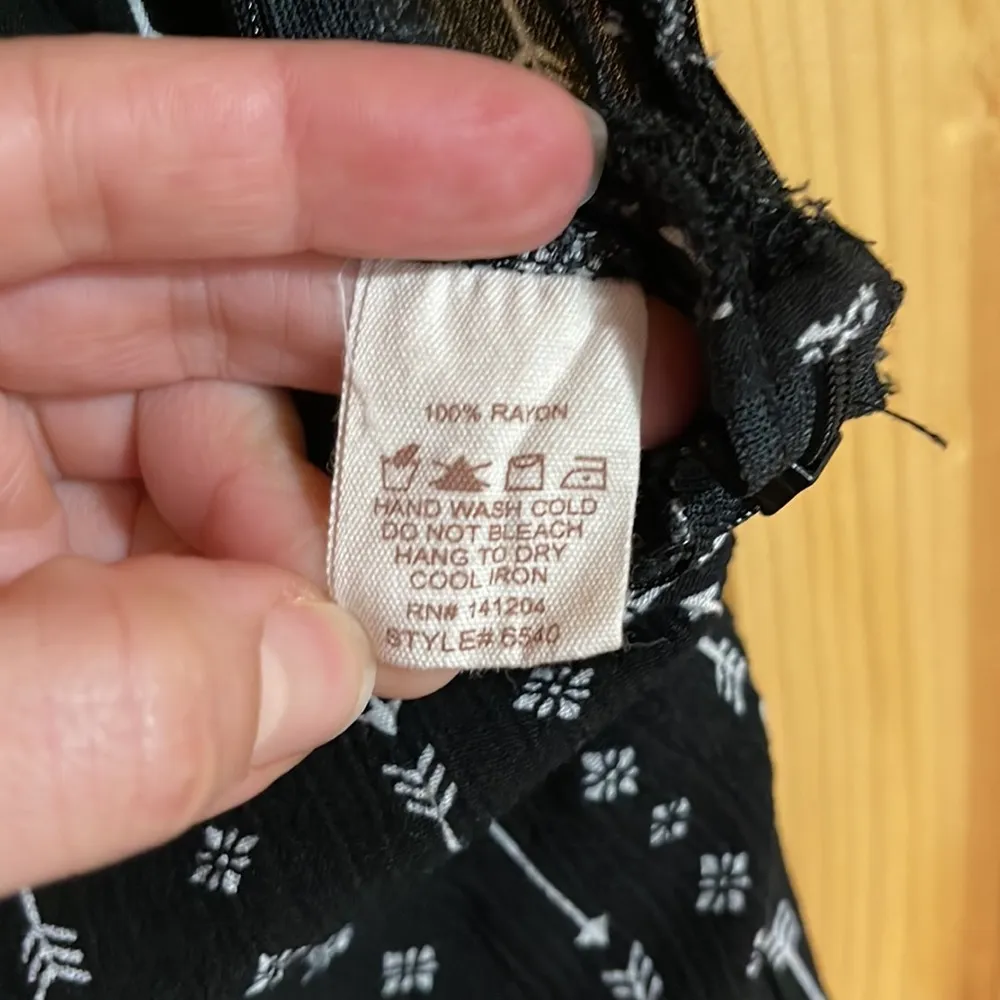 100% RAYON
HAND WASH COLD
DO NOT BLEACH
HANG TO DRY
COOL IRON
RN# 141204
STYLE# 6540